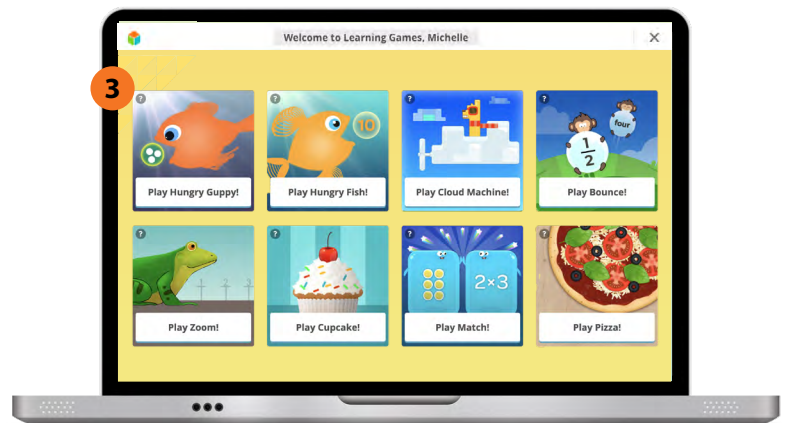 Welcome to Learning Games, Michelle
3
?
?
10
?
?
1
2
four
Play Hungry Guppy!
Play Hungry Fish!
Play Cloud Machine!
Play Bounce!
?
?
?
2×3
?
Play Zoom!
Play Cupcake!
Play Match!
Play Pizza!